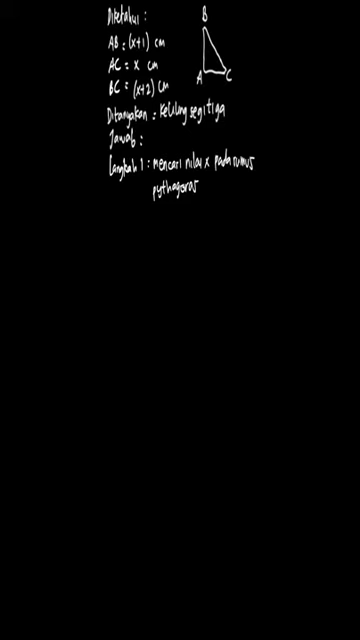 Diketahui :
B
AB = (x+1) cm
AC = x cm
A C
BC = (x+2) cm
Ditanyakan = Keliling segitiga
Jawab :
Langkah 1 : mencari nilai x pada rumus
pythagoras